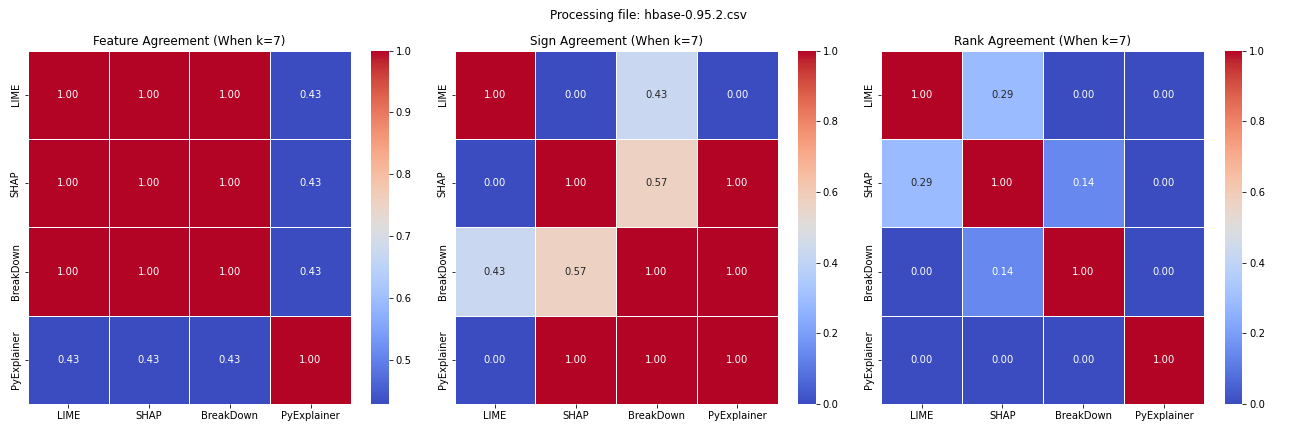 Processing file: hbase-0.95.2.csv
Feature Agreement (When k=7)
LIME 1.00 1.00 1.00 0.43
SHAP 1.00 1.00 1.00 0.43
BreakDown 1.00 1.00 1.00 0.43
PyExplainer 0.43 0.43 0.43 1.00
LIME SHAP BreakDown PyExplainer
1.0
0.9
0.8
0.7
0.6
0.5
Sign Agreement (When k=7)
LIME 1.00 0.00 0.43 0.00
SHAP 0.00 1.00 0.57 1.00
BreakDown 0.43 0.57 1.00 1.00
PyExplainer 0.00 1.00 1.00 1.00
LIME SHAP BreakDown PyExplainer
1.0
0.8
0.6
0.4
0.2
0.0
Rank Agreement (When k=7)
LIME 1.00 0.29 0.00 0.00
SHAP 0.29 1.00 0.14 0.00
BreakDown 0.00 0.14 1.00 0.00
PyExplainer 0.00 0.00 0.00 1.00
LIME SHAP BreakDown PyExplainer
1.0
0.8
0.6
0.4
0.2
0.0